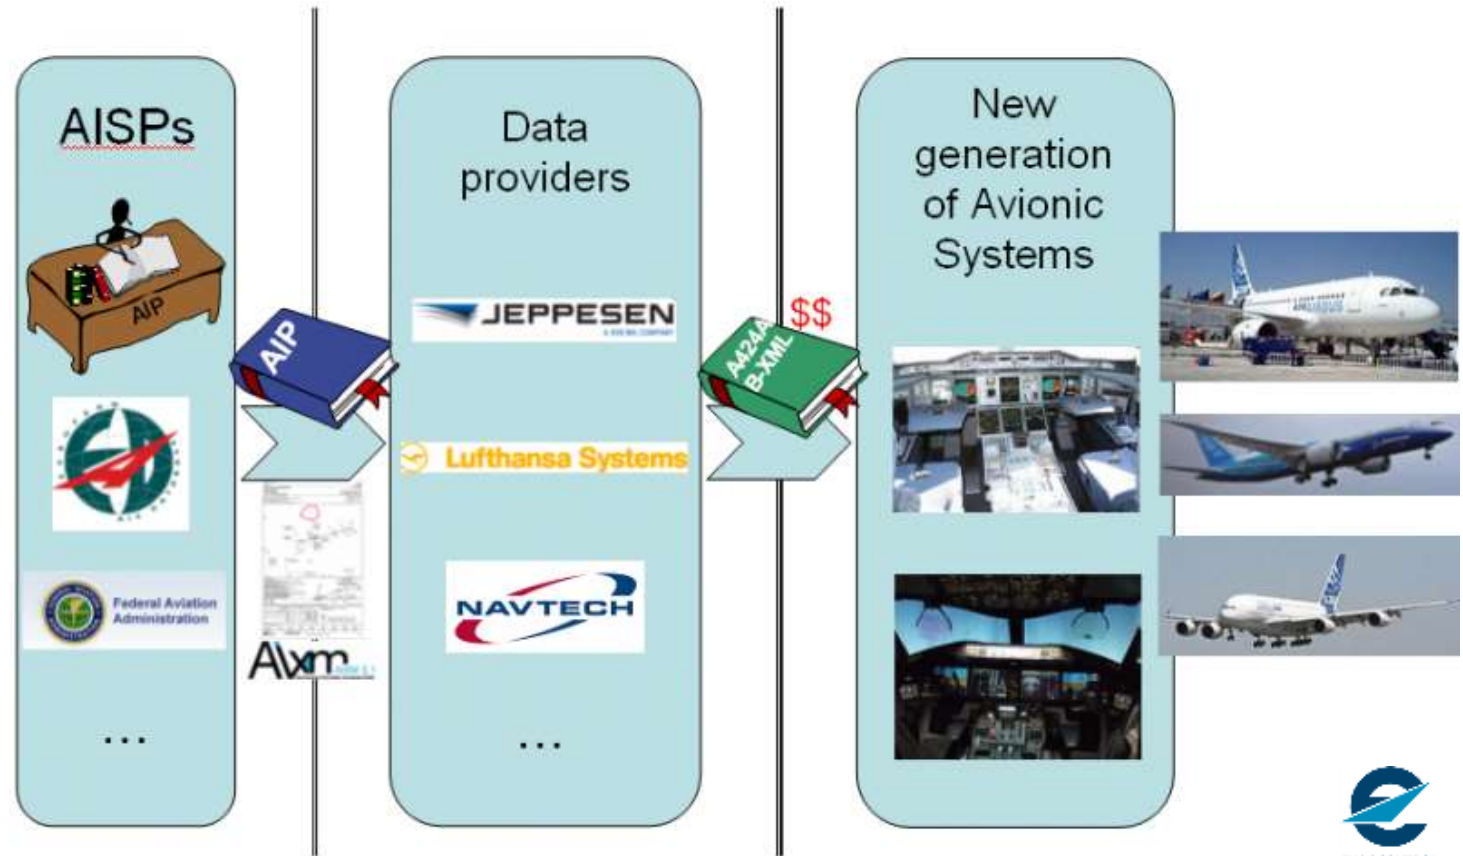 AISPs
AIP
Federal Aviation
Administration
AIP
Data
providers
JEPPESEN
Lufthansa Systems
NAVTECH
...
...
$$
A424A
B-XML
New
generation
of Avionic
Systems
AIRBUS